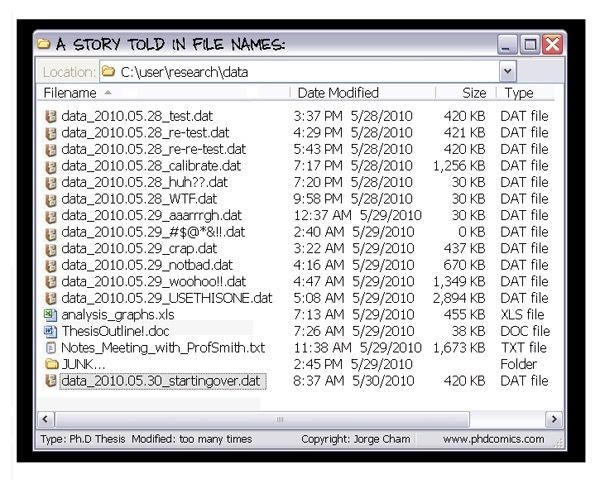 A STORY TOLD IN FILE NAMES:
Location: C:\user\research\data
Filename Date Modified Size Type
data_2010.05.28_test.dat 3:37 PM 5/28/2010 420 KB DAT file
data_2010.05.28_re-test.dat 4:29 PM 5/28/2010 421 KB DAT file
data_2010.05.28_re-re-test.dat 5:43 PM 5/28/2010 420 KB DAT file
data_2010.05.28_calibrate.dat 7:17 PM 5/28/2010 1,256 KB DAT file
data_2010.05.28_huh??.dat 7:20 PM 5/28/2010 30 KB DAT file
data_2010.05.28_WTF.dat 9:58 PM 5/28/2010 30 KB DAT file
data_2010.05.29_aaarrrgh.dat 12:37 AM 5/29/2010 30 KB DAT file
data_2010.05.29_#$@*&!!.dat 2:40 AM 5/29/2010 0 KB DAT file
data_2010.05.29_crap.dat 3:22 AM 5/29/2010 437 KB DAT file
data_2010.05.29_notbad.dat 4:16 AM 5/29/2010 670 KB DAT file
data_2010.05.29_woohoo!!.dat 4:47 AM 5/29/2010 1,349 KB DAT file
data_2010.05.29_USETHISONE.dat 5:08 AM 5/29/2010 2,894 KB DAT file
analysis_graphs.xls 7:13 AM 5/29/2010 455 KB XLS file
ThesisOutline!.doc 7:26 AM 5/29/2010 38 KB DOC file
Notes_Meeting_with_ProfSmith.txt 11:38 AM 5/29/2010 1,673 KB TXT file
JUNK... 2:45 PM 5/29/2010 Folder
data_2010.05.30_startingover.dat 8:37 AM 5/30/2010 420 KB DAT file
Type: Ph.D Thesis Modified: too many times Copyright: Jorge Cham www.phdcomics.com